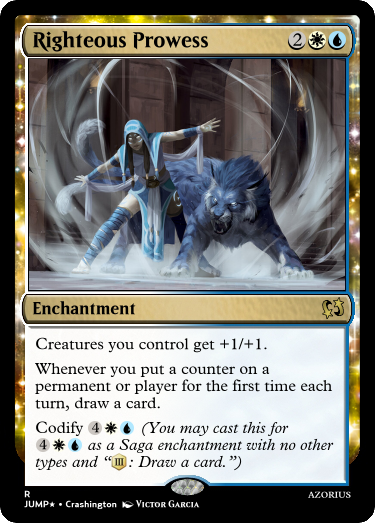 Righteous Prowess 2
Enchantment
Creatures you control get +1/+1.
Whenever you put a counter on a
permanent or player for the first time each
turn, draw a card.
Codify 4 (You may cast this for
4 as a Saga enchantment with no other
types and “III: Draw a card.”)
R
JUMP★ • Crashington Victor Garcia
AZORIUS